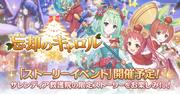 忘却のキャロル
「ストーリーイベント」開催予定!
サレンディア救護院の限定ストーリーをお楽しみに!